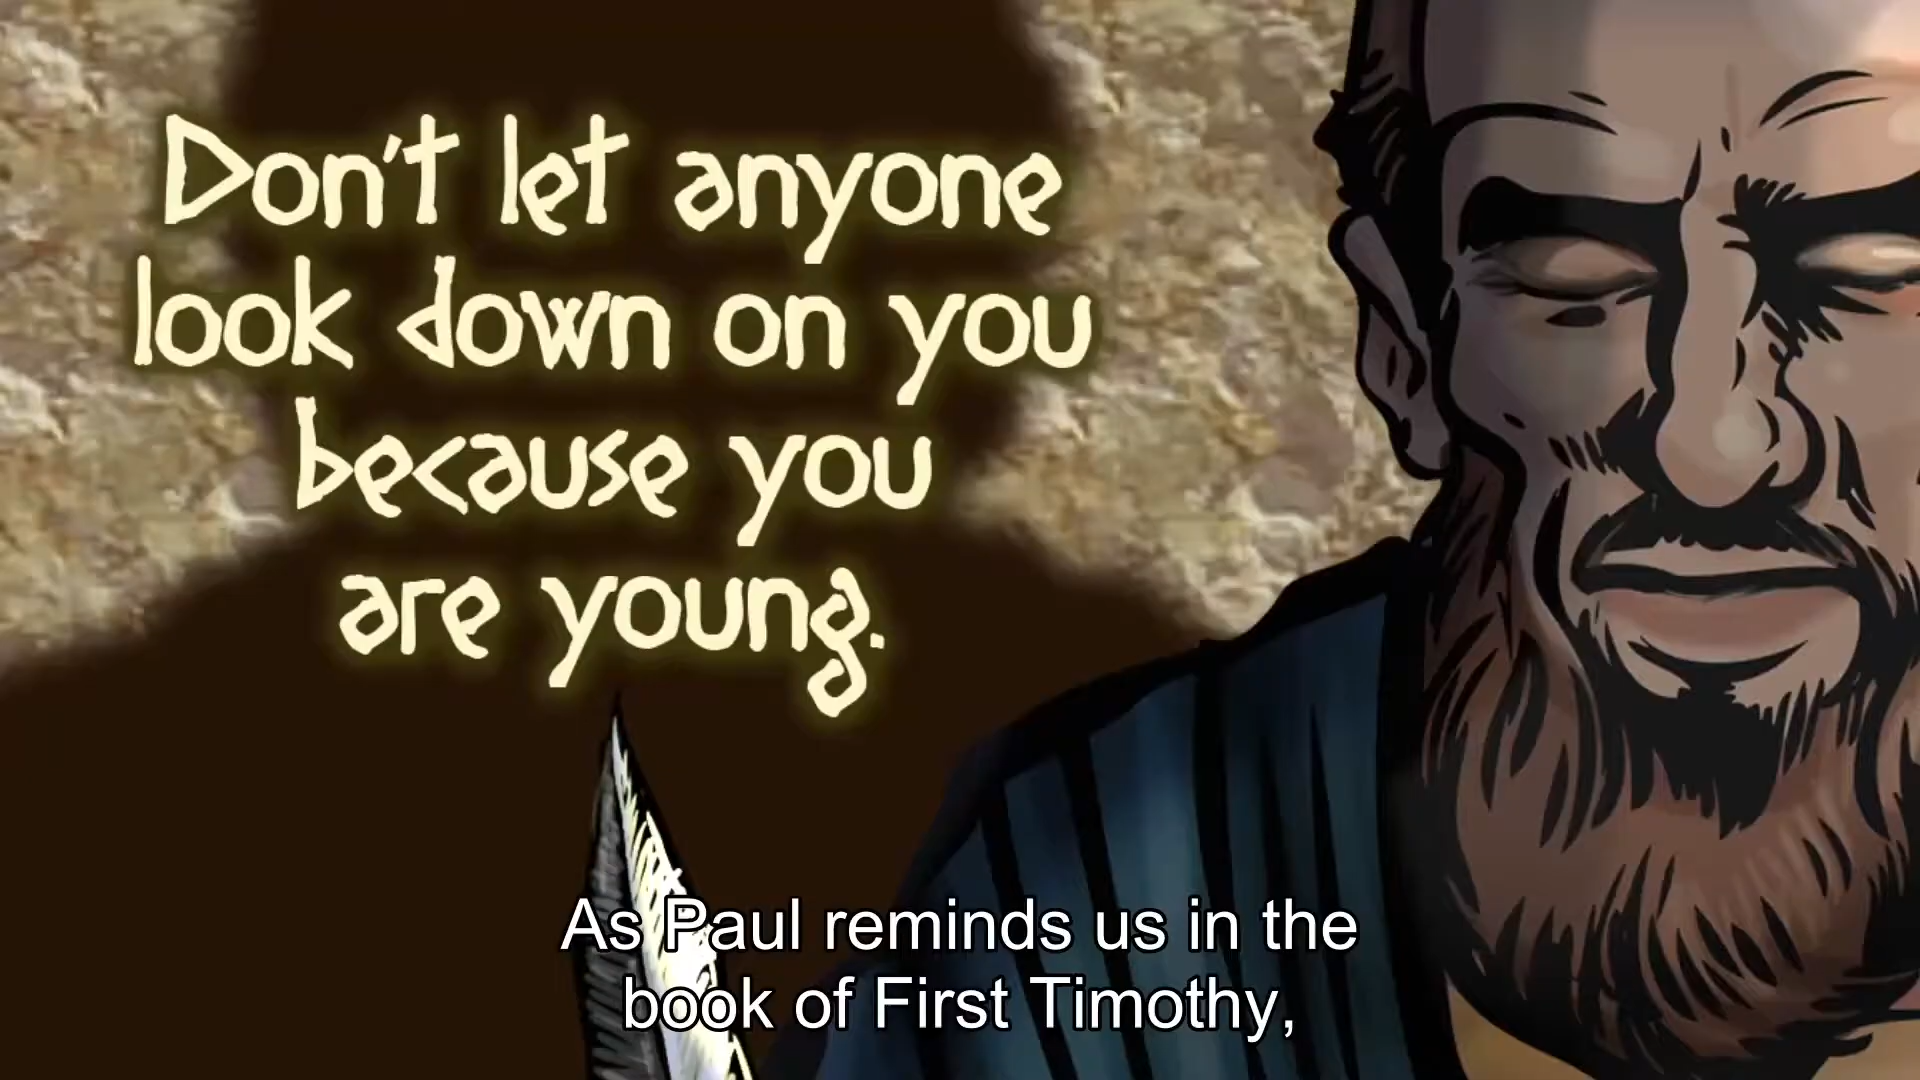 Don't let anyone
look down on you
because you
are young.
As Paul reminds us in the
book of First Timothy,